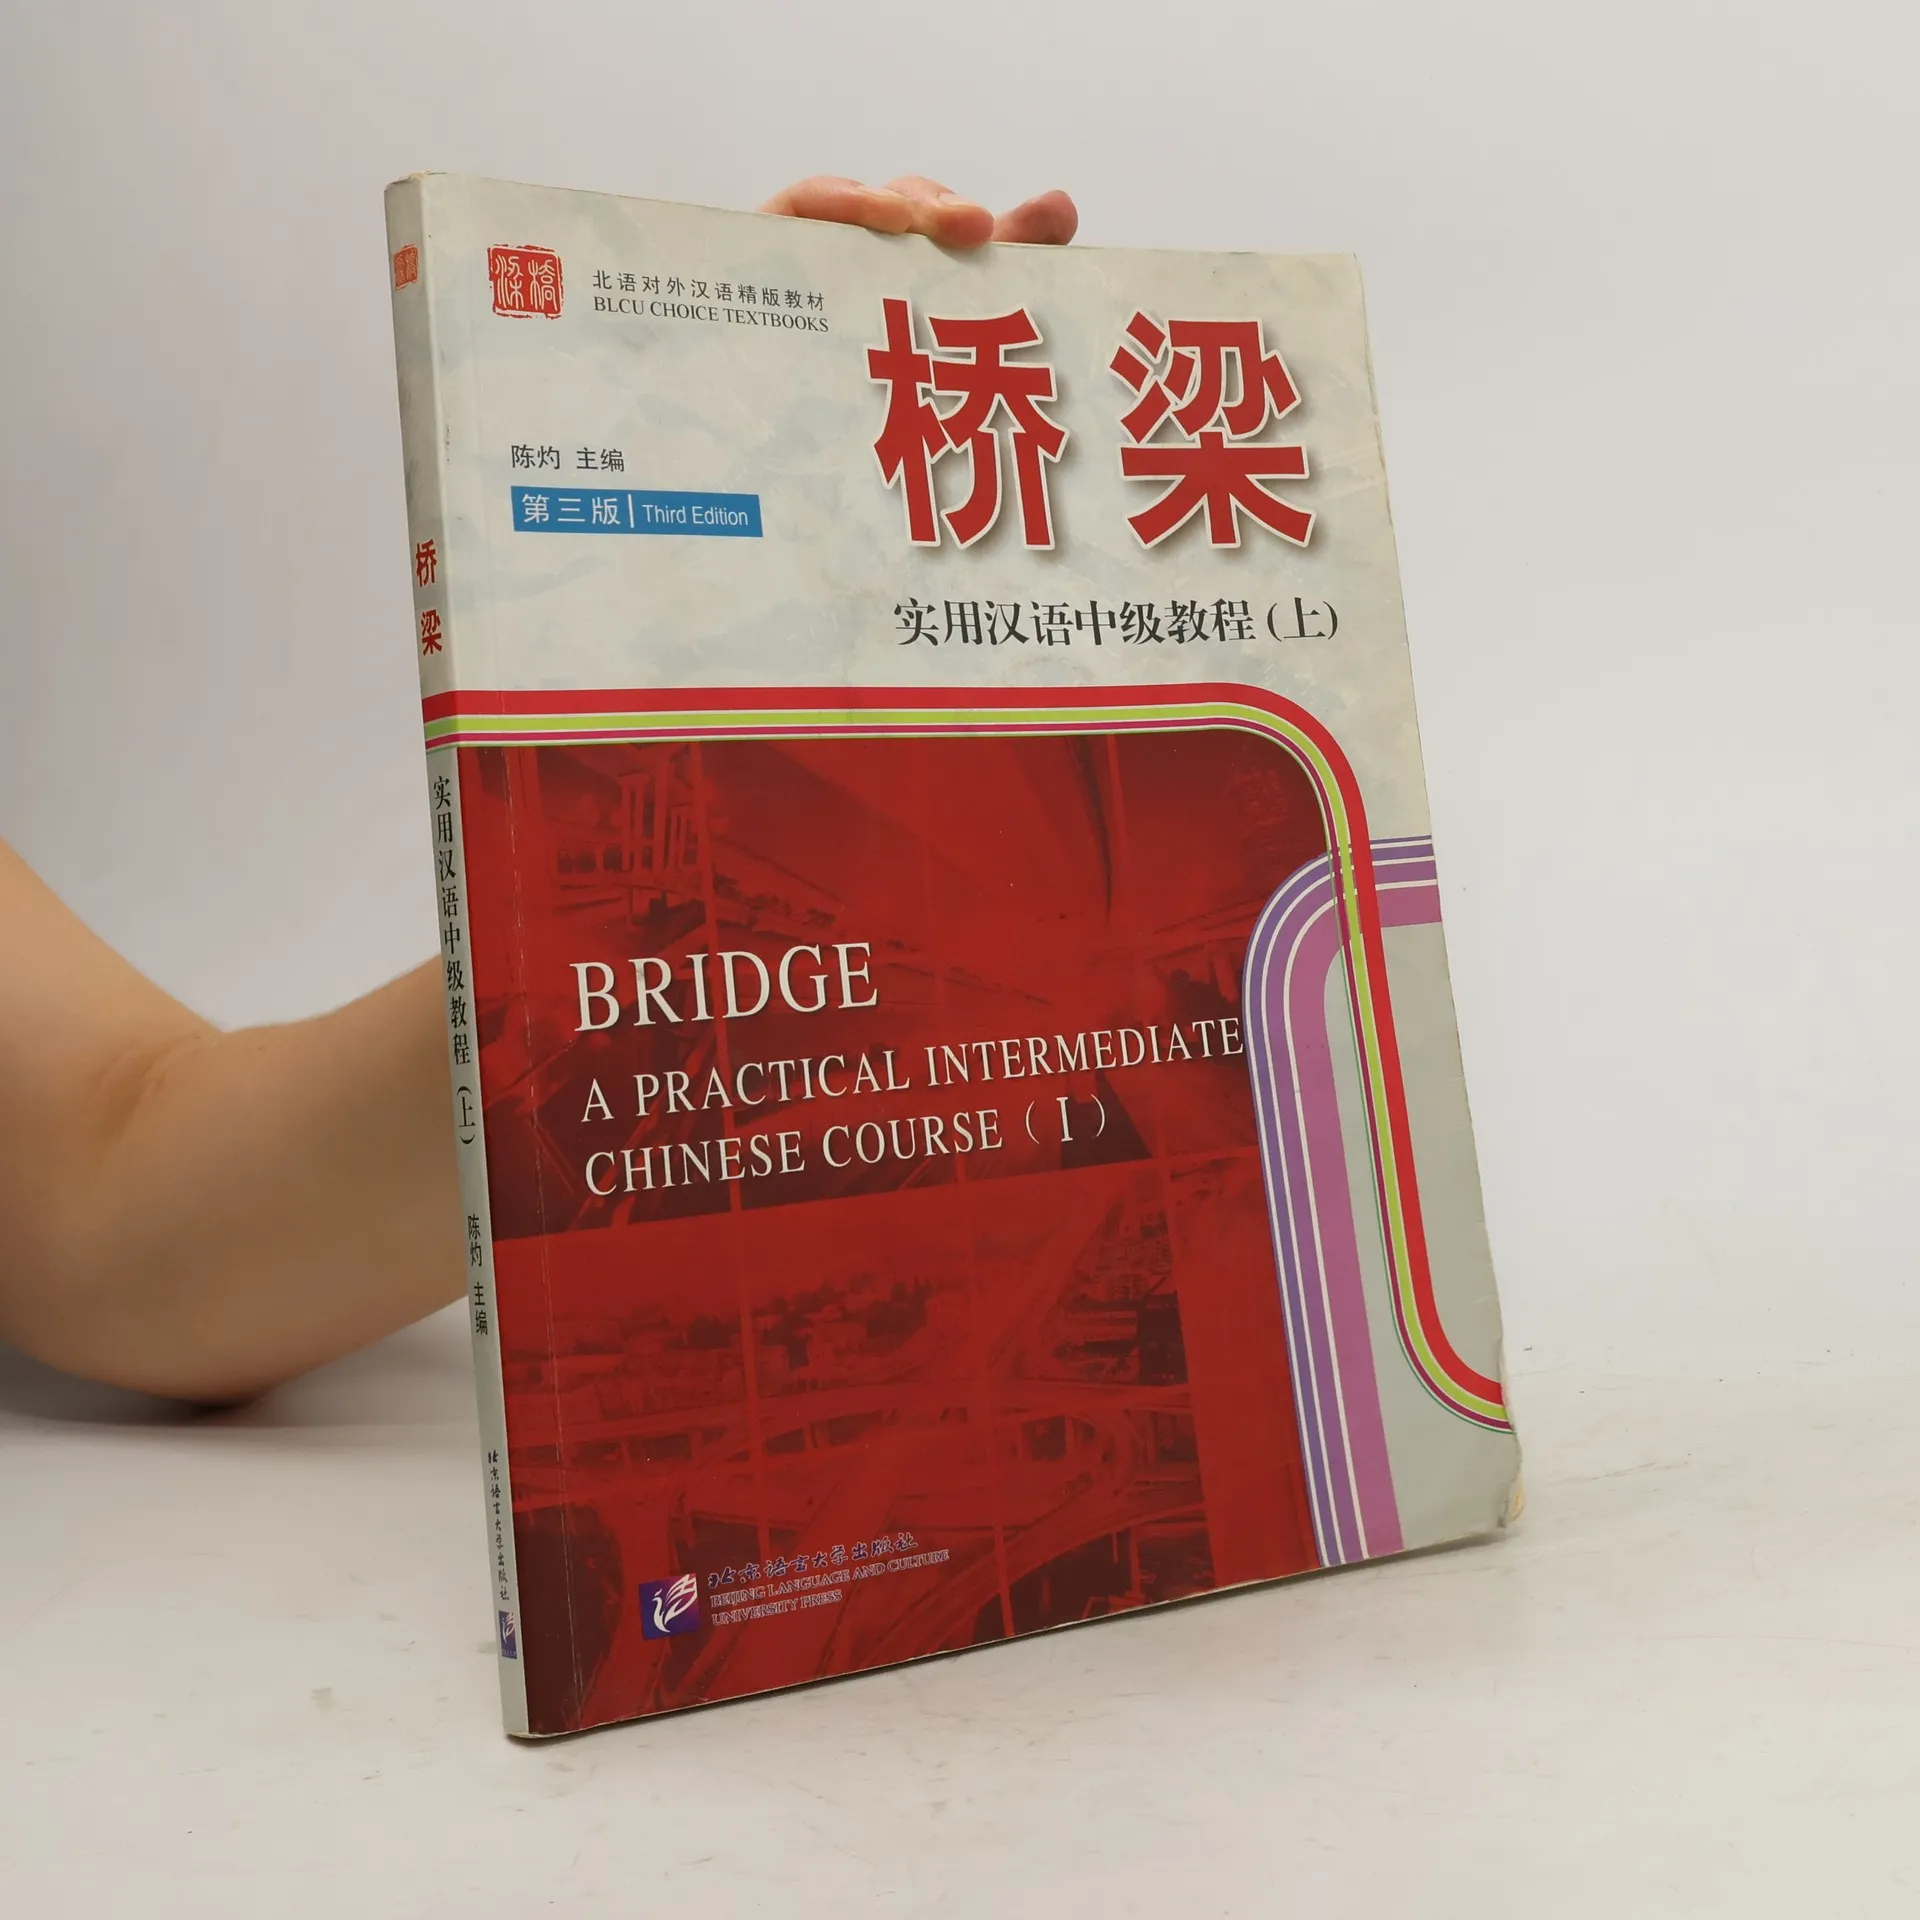 梁橋
北语对外汉语精版教材
BLCU CHOICE TEXTBOOKS
桥梁
陈灼 主编
第三版 | Third Edition
实用汉语中级教程(上)
BRIDGE
A PRACTICAL INTERMEDIATE
CHINESE COURSE (Ⅰ)
北京语言大学出版社
BEIJING LANGUAGE AND CULTURE
UNIVERSITY PRESS
梁橋
桥梁
实用汉语中级教程(上)
陈灼 主编
北京语言大学出版社